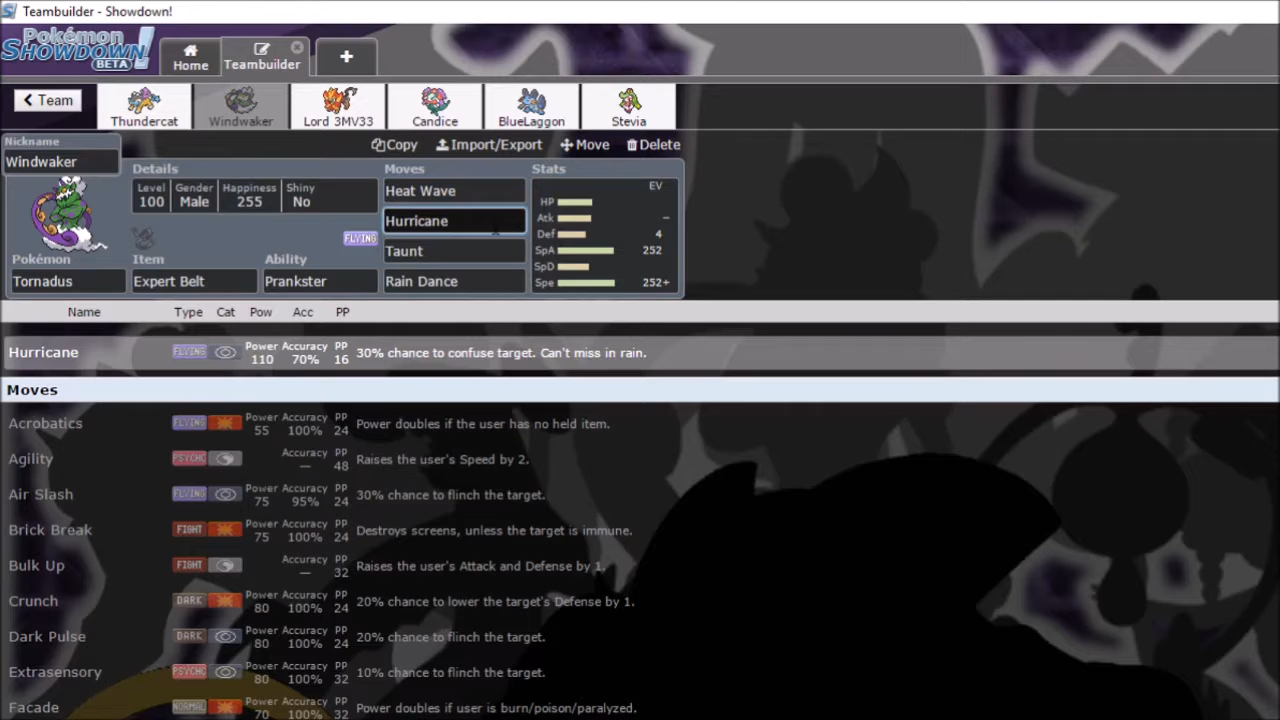 Teambuilder - Showdown!
Pokémon
SHOWDOWN!
BETA
Home
Teambuilder
Team
Thundercat
Windwaker
Lord 3MV33
Candice
BlueLaggon
Stevia
Copy
Import/Export
Move
Delete
Nickname
Windwaker
Details
Level Gender Happiness Shiny
100 Male 255 No
FLYING
Pokémon Item Ability
Tornadus Expert Belt Prankster
Moves
Heat Wave
Hurricane
Taunt
Rain Dance
Stats
EV
HP
Atk –
Def 4
SpA 252
SpD
Spe 252+
Name Type Cat Pow Acc PP
Hurricane FLYING Power 110 Accuracy 70% PP 16 30% chance to confuse target. Can't miss in rain.
Moves
Acrobatics FLYING Power 55 Accuracy 100% PP 24 Power doubles if the user has no held item.
Agility PSYCHC Accuracy — PP 48 Raises the user's Speed by 2.
Air Slash FLYING Power 75 Accuracy 95% PP 24 30% chance to flinch the target.
Brick Break FIGHT Power 75 Accuracy 100% PP 24 Destroys screens, unless the target is immune.
Bulk Up FIGHT Accuracy — PP 32 Raises the user's Attack and Defense by 1.
Crunch DARK Power 80 Accuracy 100% PP 24 20% chance to lower the target's Defense by 1.
Dark Pulse DARK Power 80 Accuracy 100% PP 24 20% chance to flinch the target.
Extrasensory PSYCHC Power 80 Accuracy 100% PP 32 10% chance to flinch the target.
Facade NORMAL Power 70 Accuracy 100% PP 32 Power doubles if user is burn/poison/paralyzed.